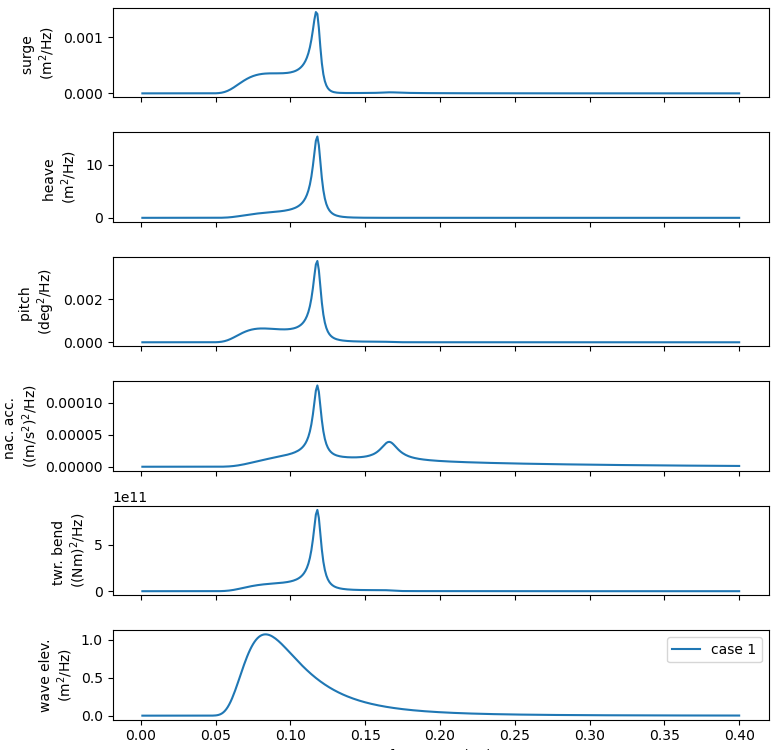 surge
(m²/Hz)
0.001
0.000
heave
(m²/Hz)
10
0
pitch
(deg²/Hz)
0.002
0.000
nac. acc.
((m/s²)²/Hz)
0.00010
0.00005
0.00000
1e11
twr. bend
((Nm)²/Hz)
5
0
wave elev.
(m²/Hz)
1.0
0.5
0.0
case 1
0.00 0.05 0.10 0.15 0.20 0.25 0.30 0.35 0.40